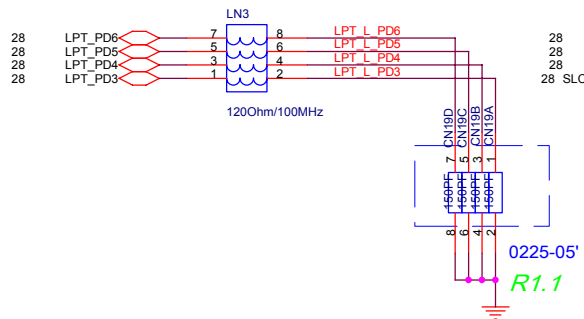 LN3
28 LPT_PD6 7 8 LPT_L_PD6 28
28 LPT_PD5 5 6 LPT_L_PD5 28
28 LPT_PD4 3 4 LPT_L_PD4 28
28 LPT_PD3 1 2 LPT_L_PD3 28 SLC
120Ohm/100MHz
CN19D CN19C CN19B CN19A
7 5 3 1
150PF 150PF 150PF 150PF
8 6 4 2
0225-05'
R1.1